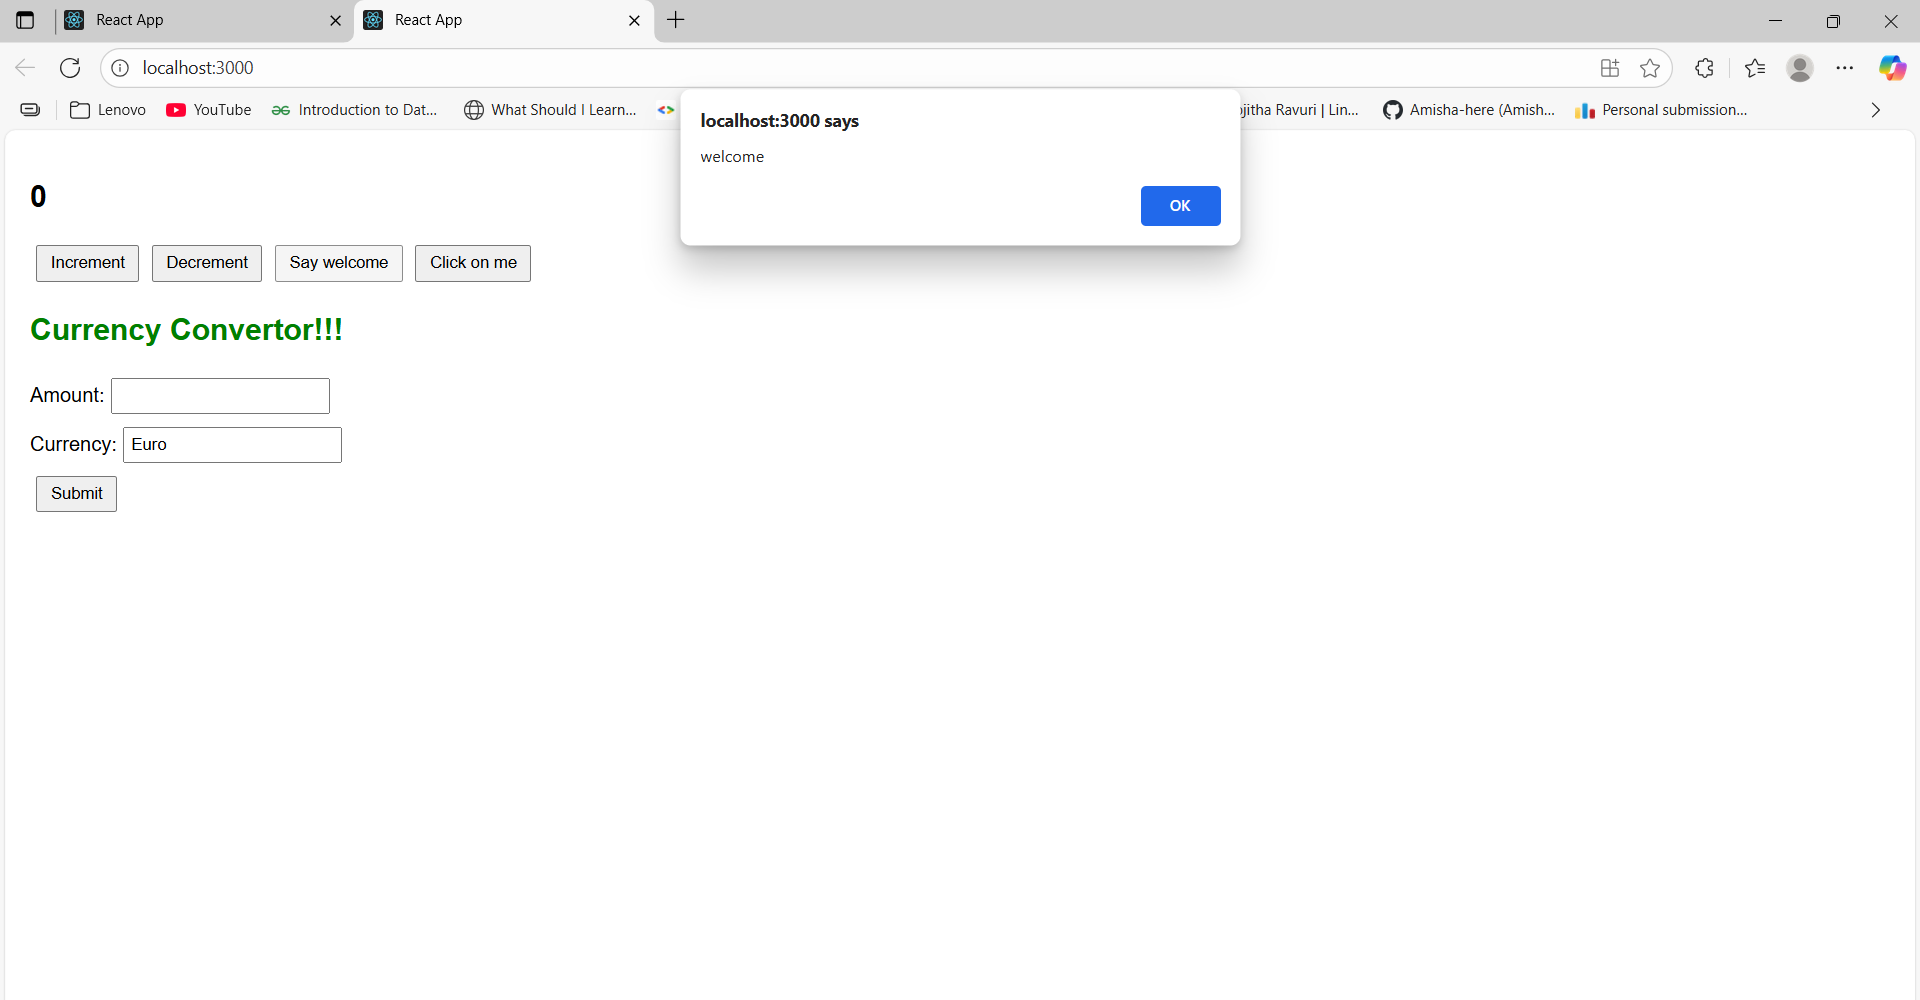 React App
React App
localhost:3000
Lenovo
YouTube
Introduction to Dat...
What Should I Learn...
Ravuri | Lin...
Amisha-here (Amish...
Personal submission...
localhost:3000 says
welcome
OK
0
Increment
Decrement
Say welcome
Click on me
Currency Convertor!!!
Amount:
Currency: Euro
Submit